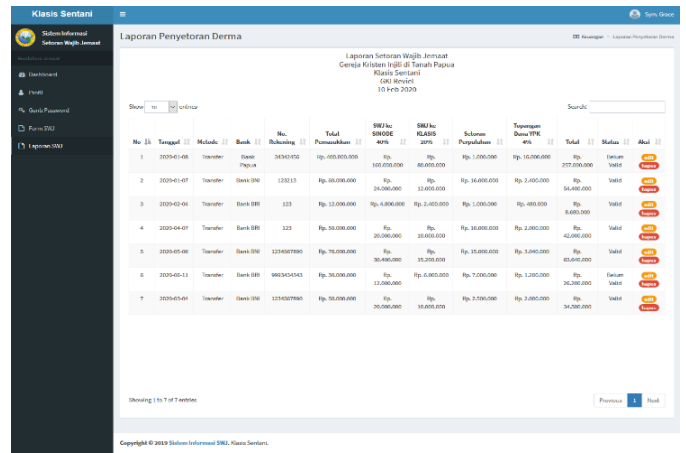 Klasis Sentani
Sym Grace
Sistem Informasi
Setoran Wajib Jemaat
Dashboard
Profil
Ganti Password
Form SWJ
Laporan SWJ
Laporan Penyetoran Derma
Keuangan > Laporan Penyetoran Derma
Laporan Setoran Wajib Jemaat
Gereja Kristen Injili di Tanah Papua
Klasis Sentani
GKI Reviel
10 Feb 2020
Show 10 entries
Search:
No Tanggal Metode Bank No. Rekening Total Pemasukkan SWJ ke SINODE 40% SWJ ke KLASIS 20% Setoran Perpuluhan Topangan Dana YPK 4% Total Status Aksi
1 2020-01-08 Transfer Bank Papua 34342456 Rp. 400.000.000 Rp. 160.000.000 Rp. 80.000.000 Rp. 1.000.000 Rp. 16.000.000 Rp. 257.000.000 Belum Valid edit hapus
2 2020-01-07 Transfer Bank BNI 123213 Rp. 60.000.000 Rp. 24.000.000 Rp. 12.000.000 Rp. 16.000.000 Rp. 2.400.000 Rp. 54.400.000 Valid edit hapus
3 2020-02-04 Transfer Bank BRI 123 Rp. 12.000.000 Rp. 4.800.000 Rp. 2.400.000 Rp. 1.000.000 Rp. 480.000 Rp. 8.680.000 Valid edit hapus
4 2020-04-07 Transfer Bank BRI 123 Rp. 50.000.000 Rp. 20.000.000 Rp. 10.000.000 Rp. 10.000.000 Rp. 2.000.000 Rp. 42.000.000 Valid edit hapus
5 Transfer Bank BNI 1234567890 Rp. 76.000.000 Rp. 30.400.000 Rp. 15.200.000 Rp. 15.000.000 Rp. 3.040.000 Rp. 63.640.000 Valid edit hapus
6 2020-06-11 Transfer Bank BRI Rp. 30.000.000 Rp. 12.000.000 Rp. 6.000.000 Rp. 7.000.000 Rp. 1.200.000 Rp. 26.200.000 Belum Valid edit hapus
7 2020-03-04 Transfer Bank BNI 1234567890 Rp. 50.000.000 Rp. 20.000.000 Rp. 10.000.000 Rp. 2.500.000 Rp. 2.000.000 Rp. 34.500.000 Valid edit hapus
Showing 1 to 7 of 7 entries
Previous 1 Next
Copyright © 2019 Sistem Informasi SWJ. Klasis Sentani.